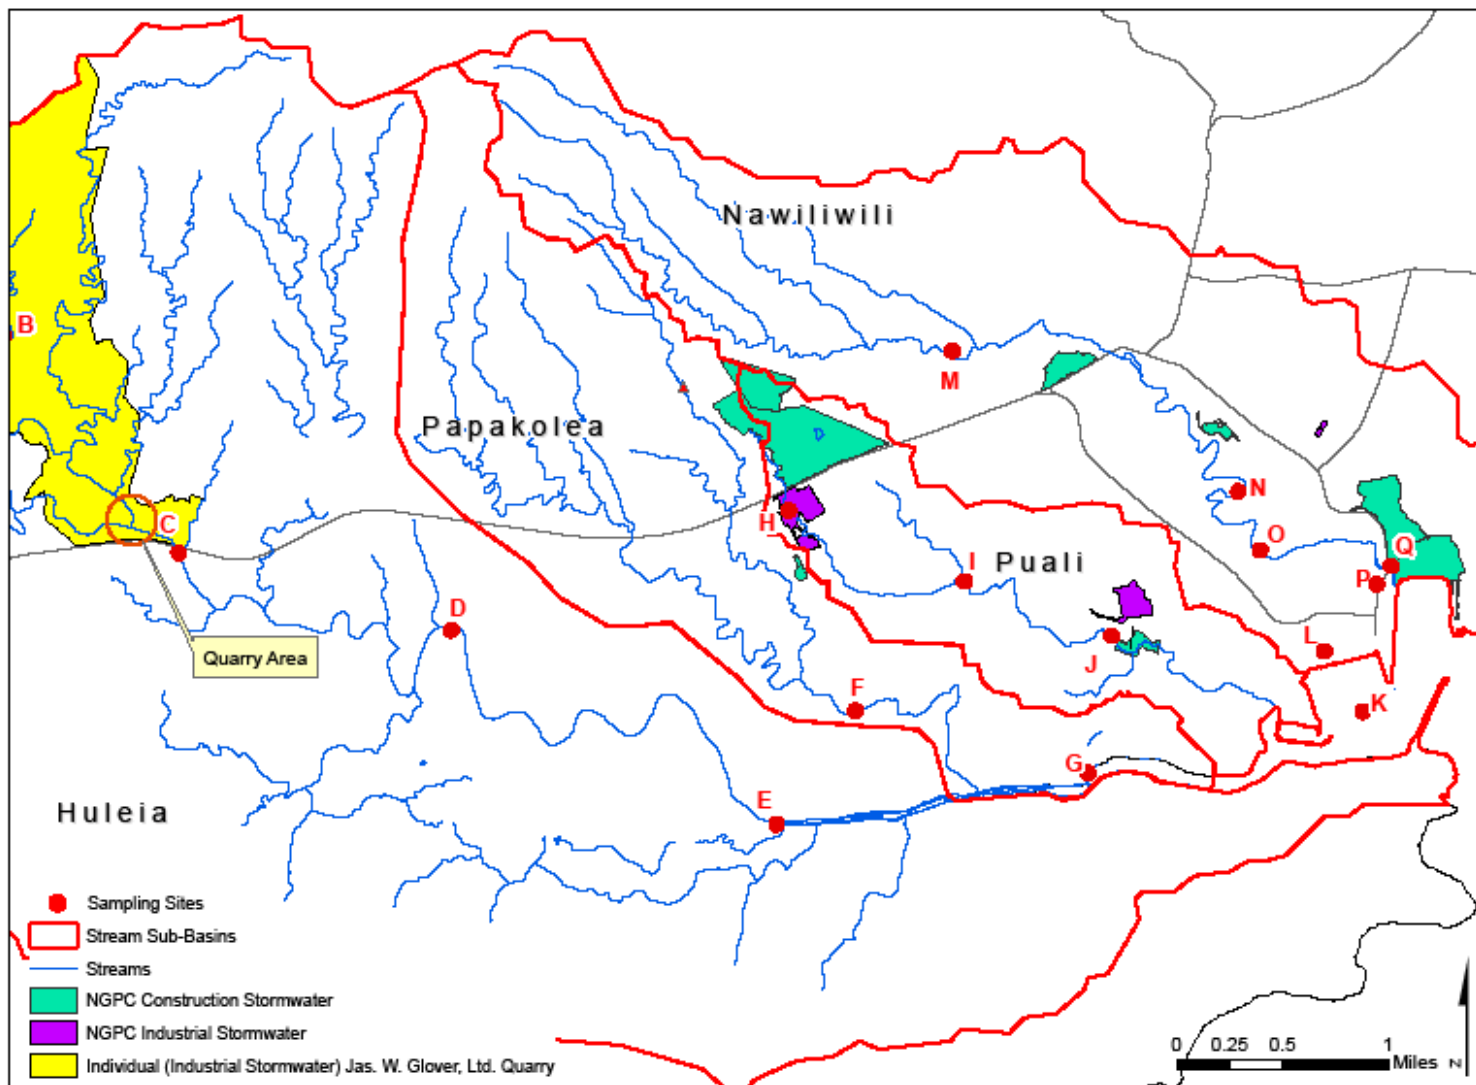 Nawiliwili
B
M
Papakolea
N
H
C
O
Q
I
Puali
P
D
J
L
Quarry Area
F
K
G
E
Huleia
Sampling Sites
Stream Sub-Basins
Streams
NGPC Construction Stormwater
NGPC Industrial Stormwater
Individual (Industrial Stormwater) Jas. W. Glover, Ltd. Quarry
0 0.25 0.5 1
Miles
N